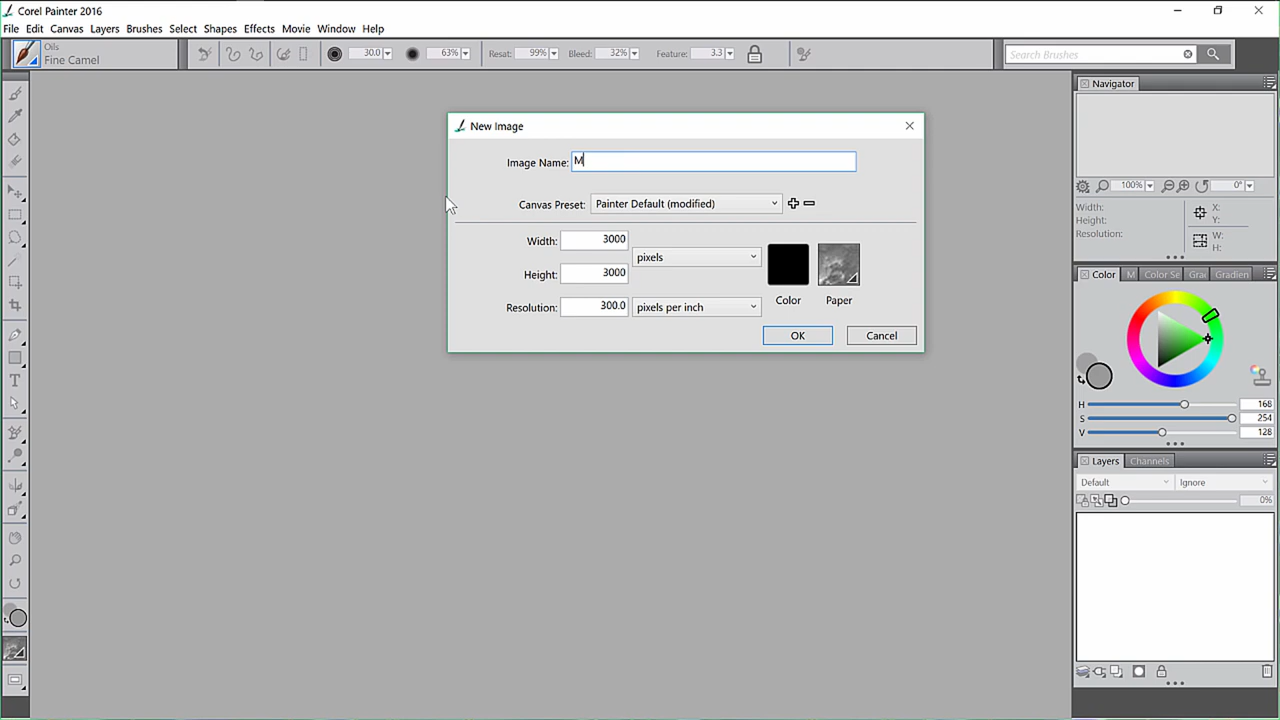 Corel Painter 2016
File Edit Canvas Layers Brushes Select Shapes Effects Movie Window Help
Oils
Fine Camel
30.0 63% Resat: 99% Bleed: 32% Feature: 3.3
Search Brushes
Navigator
100% 0°
Width: X:
Height: Y:
Resolution: W:
H:
Color M Color Se Gra Gradien
H 168
S 254
V 128
Layers Channels
Default Ignore
0%
New Image
Image Name: M
Canvas Preset: Painter Default (modified)
Width: 3000 pixels
Height: 3000
Resolution: 300.0 pixels per inch
Color Paper
OK Cancel
T